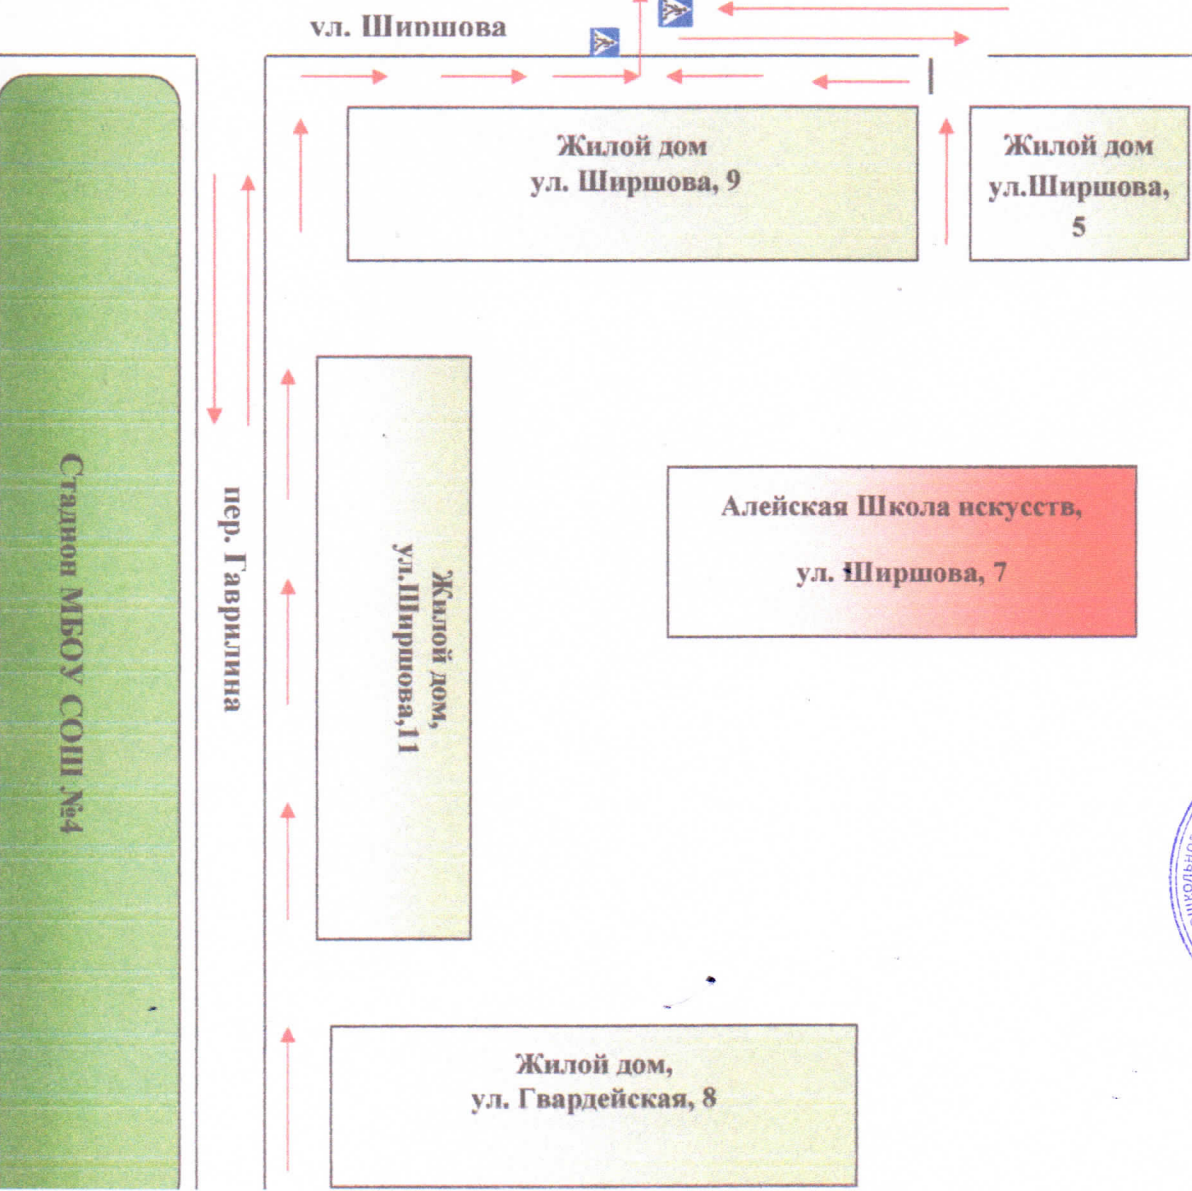 ул. Ширшова
Жилой дом
ул. Ширшова, 9
Жилой дом
ул.Ширшова,
5
Стадион МБОУ СОШ №4
пер. Гаврилина
Жилой дом,
ул.Ширшова,11
Алейская Школа искусств,
ул. Ширшова, 7
Жилой дом,
ул. Гвардейская, 8